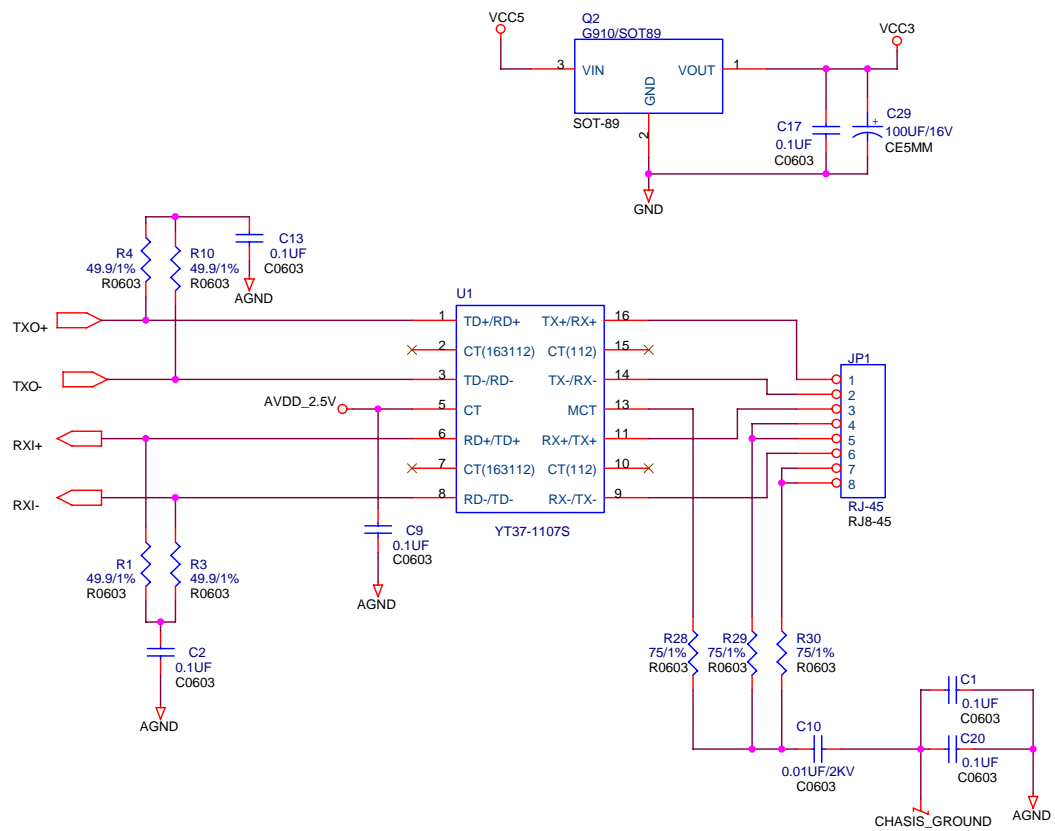 VCC5
Q2
G910/SOT89
VCC3
3
VIN
VOUT
1
GND
2
SOT-89
C17
0.1UF
C0603
+
C29
100UF/16V
CE5MM
GND
R4
49.9/1%
R0603
R10
49.9/1%
R0603
C13
0.1UF
C0603
AGND
U1
TXO+
1
TD+/RD+
TX+/RX+
16
2
CT(163112)
CT(112)
15
TXO-
3
TD-/RD-
TX-/RX-
14
AVDD_2.5V
5
CT
MCT
13
RXI+
6
RD+/TD+
RX+/TX+
11
7
CT(163112)
CT(112)
10
RXI-
8
RD-/TD-
RX-/TX-
9
YT37-1107S
JP1
1
2
3
4
5
6
7
8
RJ-45
RJ8-45
C9
0.1UF
C0603
AGND
R1
49.9/1%
R0603
R3
49.9/1%
R0603
C2
0.1UF
C0603
AGND
R28
75/1%
R0603
R29
75/1%
R0603
R30
75/1%
R0603
C10
0.01UF/2KV
C0603
C1
0.1UF
C0603
C20
0.1UF
C0603
CHASIS_GROUND
AGND